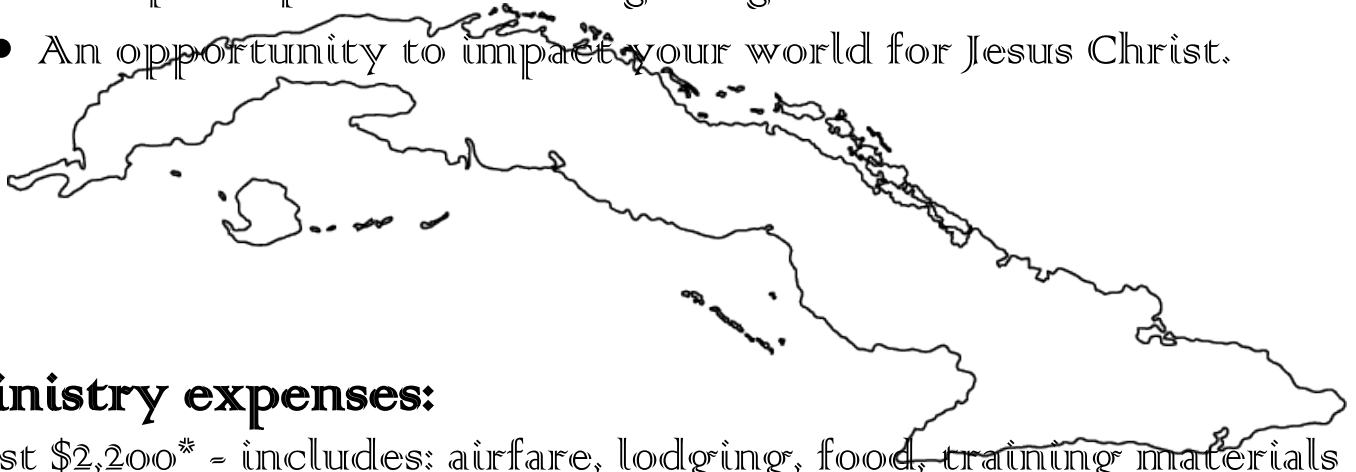 • An opportunity to impact your world for Jesus Christ.
inistry expenses:
st $2,200* - includes: airfare, lodging, food, training materials